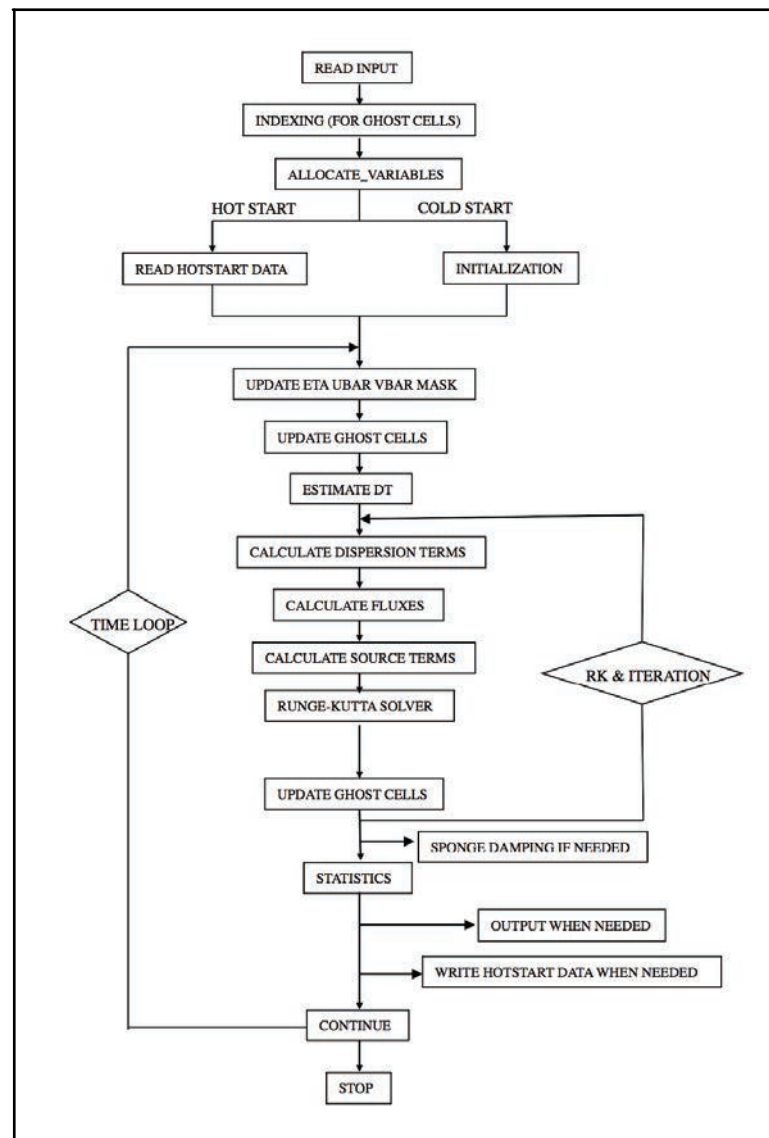 READ INPUT
INDEXING (FOR GHOST CELLS)
ALLOCATE_VARIABLES
HOT START
COLD START
READ HOTSTART DATA
INITIALIZATION
UPDATE ETA UBAR VBAR MASK
UPDATE GHOST CELLS
ESTIMATE DT
CALCULATE DISPERSION TERMS
CALCULATE FLUXES
TIME LOOP
CALCULATE SOURCE TERMS
RK & ITERATION
RUNGE-KUTTA SOLVER
UPDATE GHOST CELLS
SPONGE DAMPING IF NEEDED
STATISTICS
OUTPUT WHEN NEEDED
WRITE HOTSTART DATA WHEN NEEDED
CONTINUE
STOP